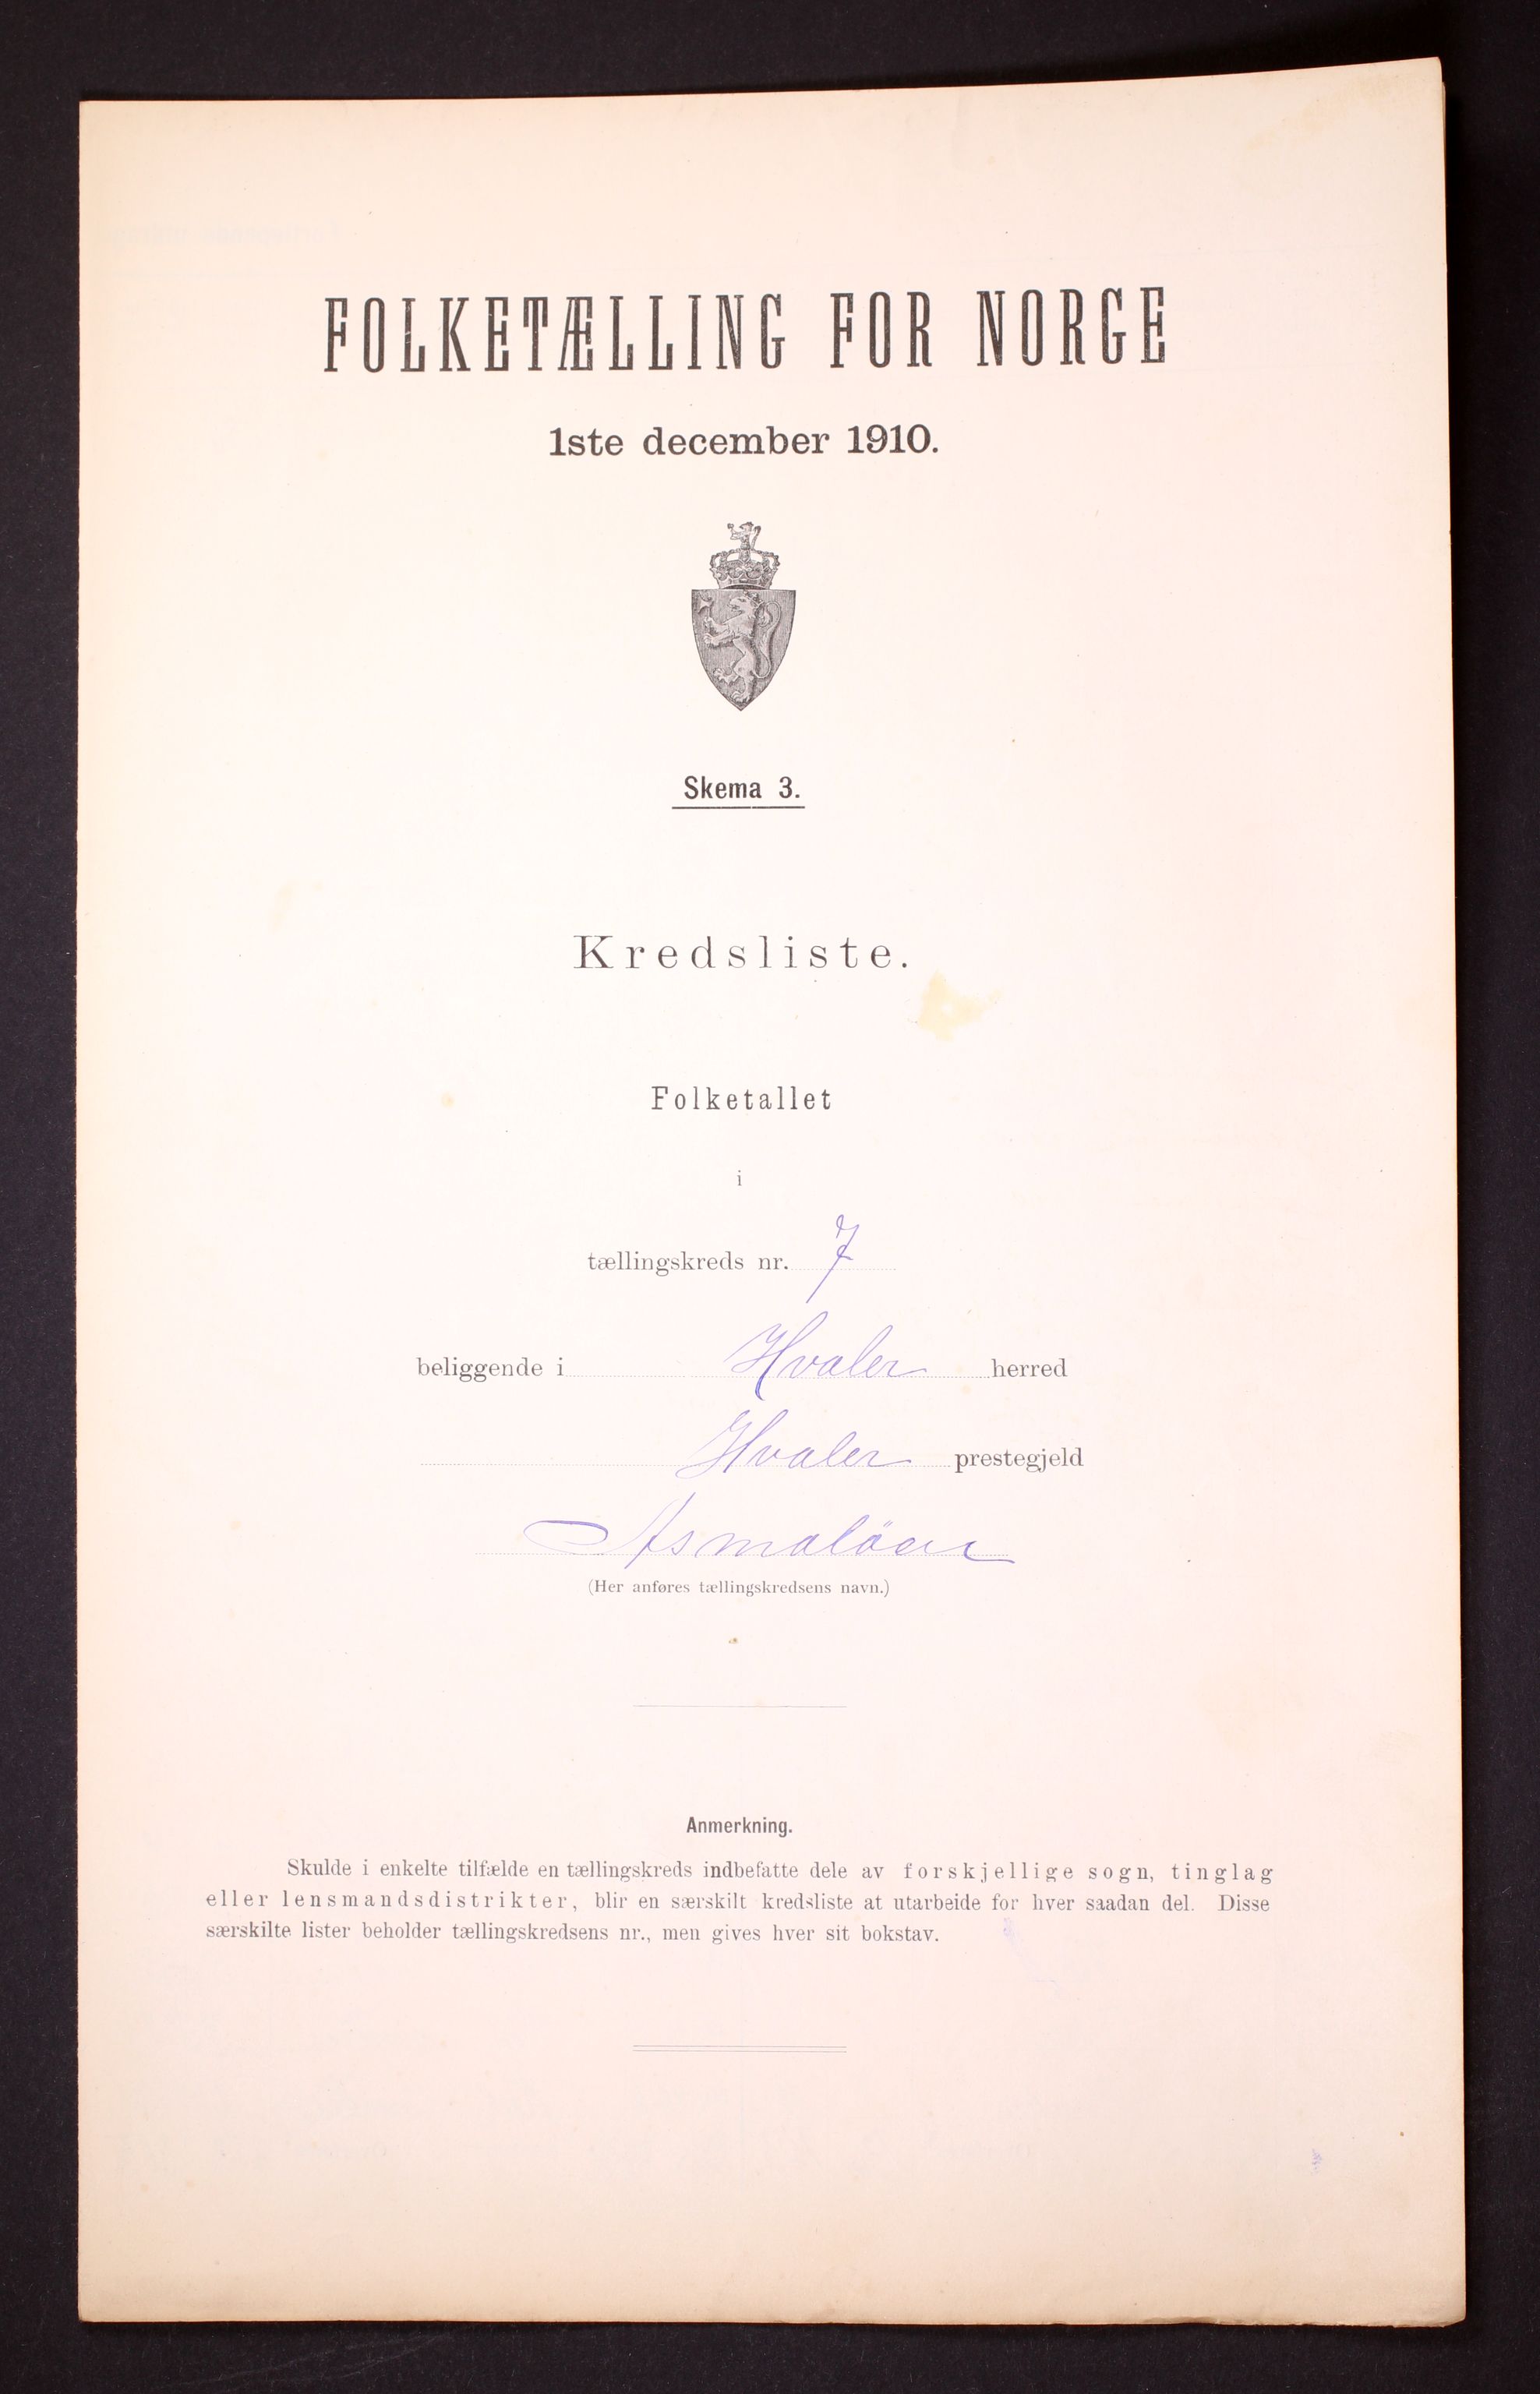 FOLKETÆLLING FOR NORGE
1ste december 1910.
Skema 3.
Kredsliste.
Folketallet
i
tællingskreds nr. 7
beliggende i Hvaler herred
Hvaler prestegjeld
Asmaløen
(Her anføres tællingskredsens navn.)
Anmerkning.
Skulde i enkelte tilfælde en tællingskreds indbefatte dele av forskjellige sogn, tinglag
eller lensmandsdistrikter, blir en særskilt kredsliste at utarbeide for hver saadan del. Disse
særskilte lister beholder tællingskredsens nr., men gives hver sit bokstav.